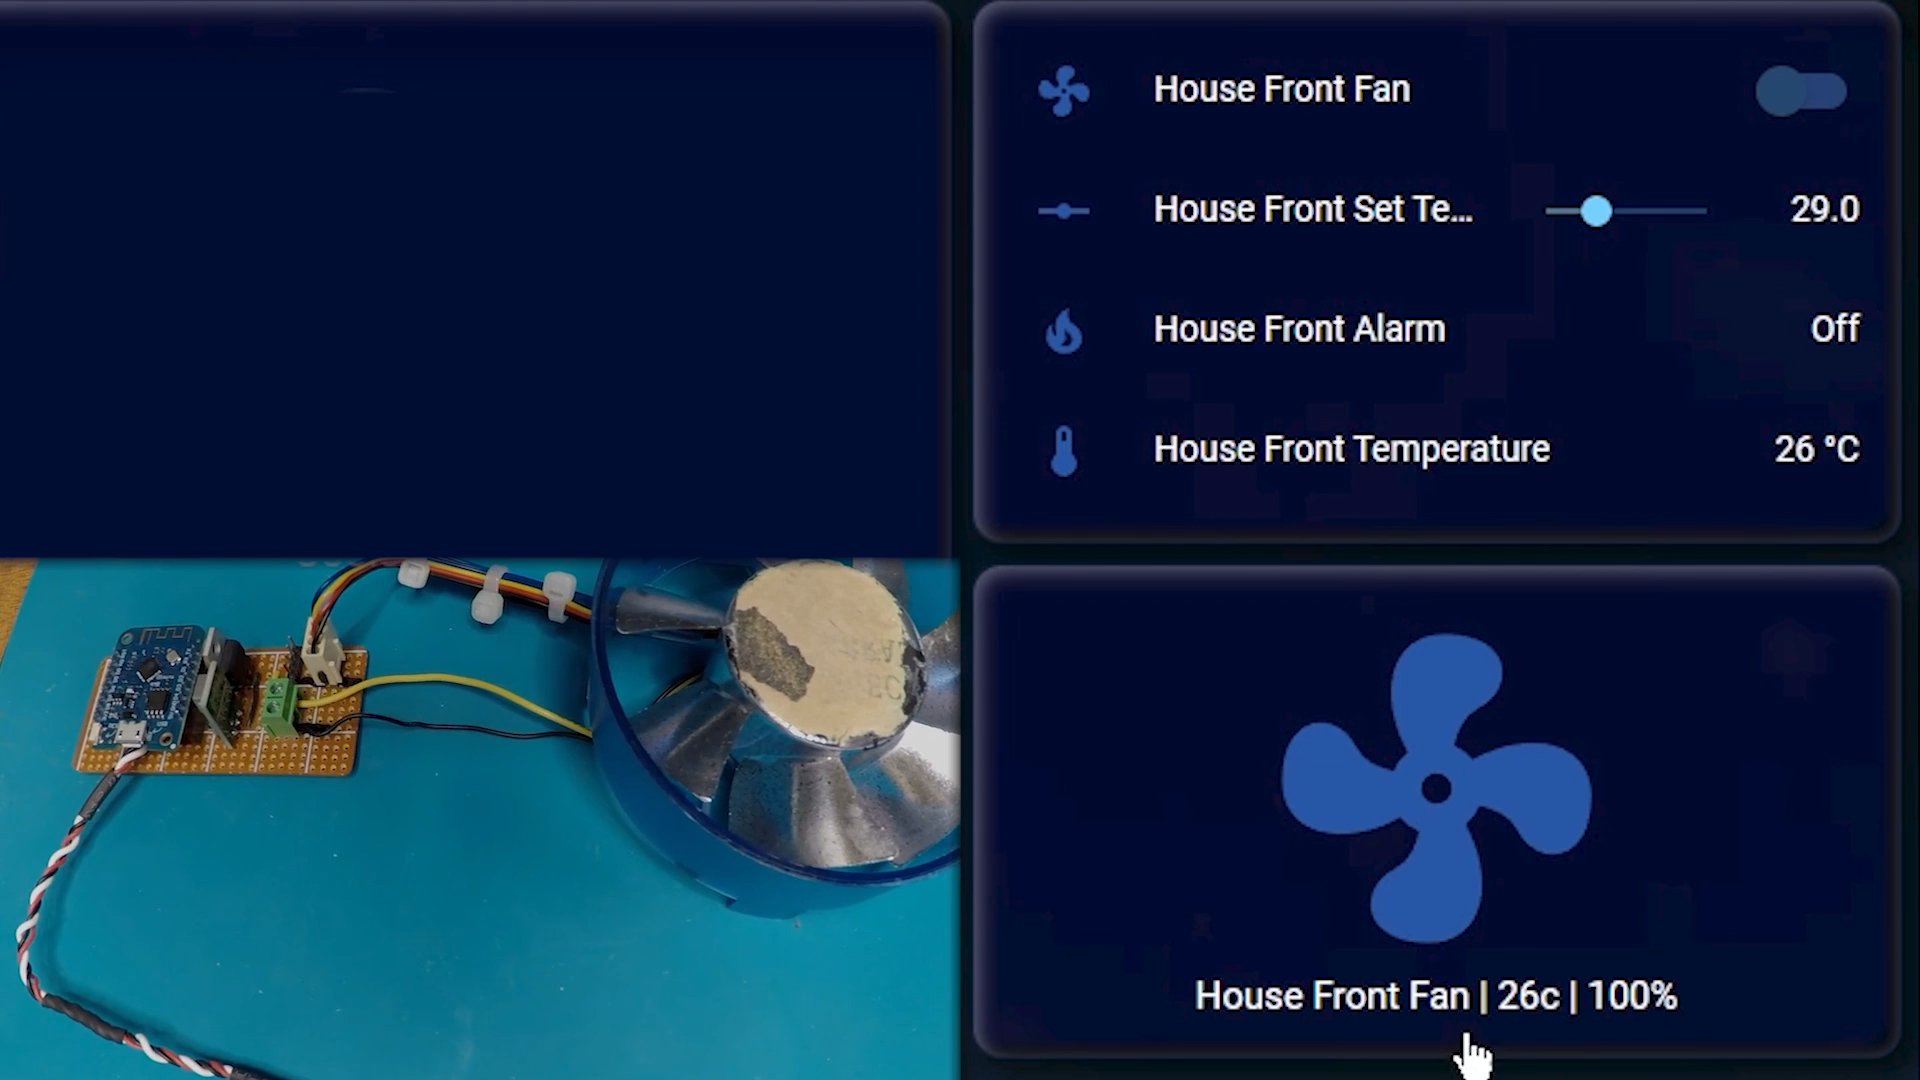 House Front Fan
House Front Set Te...
29.0
House Front Alarm
Off
House Front Temperature
26 °C
House Front Fan | 26c | 100%